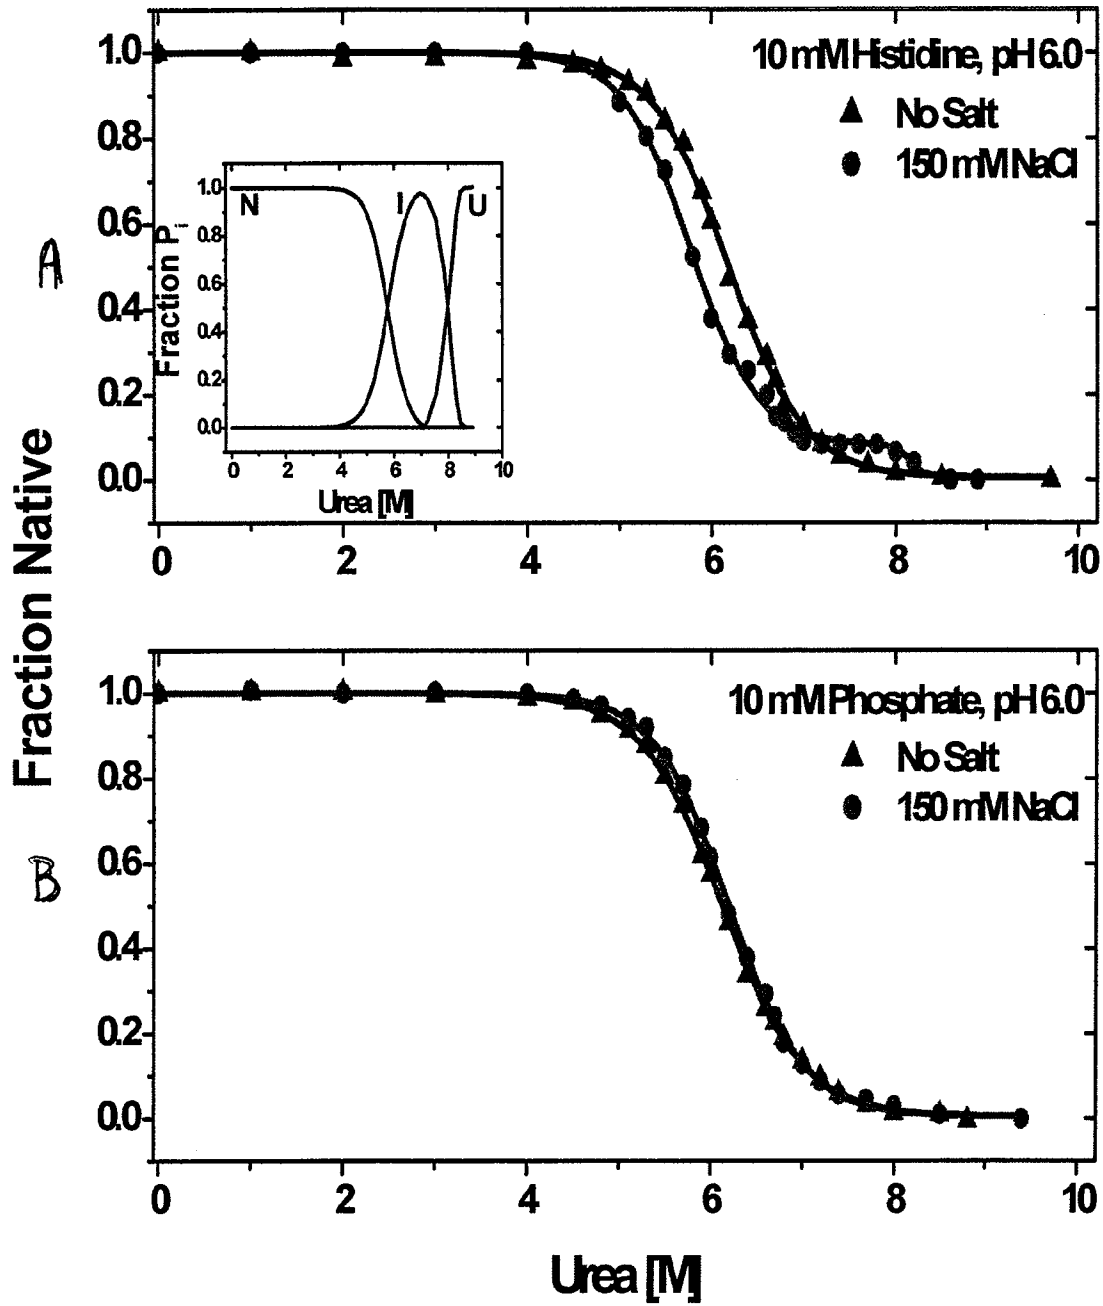 10 mM Histidine, pH 6.0
No Salt
150 mM NaCl
1.0
0.8
0.6
0.4
0.2
0.0
A
N
I
U
1.0
0.8
0.6
0.4
0.2
0.0
Fraction Pi
0 2 4 6 8 10
Urea [M]
0 2 4 6 8 10
Fraction Native
10 mM Phosphate, pH 6.0
No Salt
150 mM NaCl
1.0
0.8
0.6
0.4
0.2
0.0
B
0 2 4 6 8 10
Urea [M]